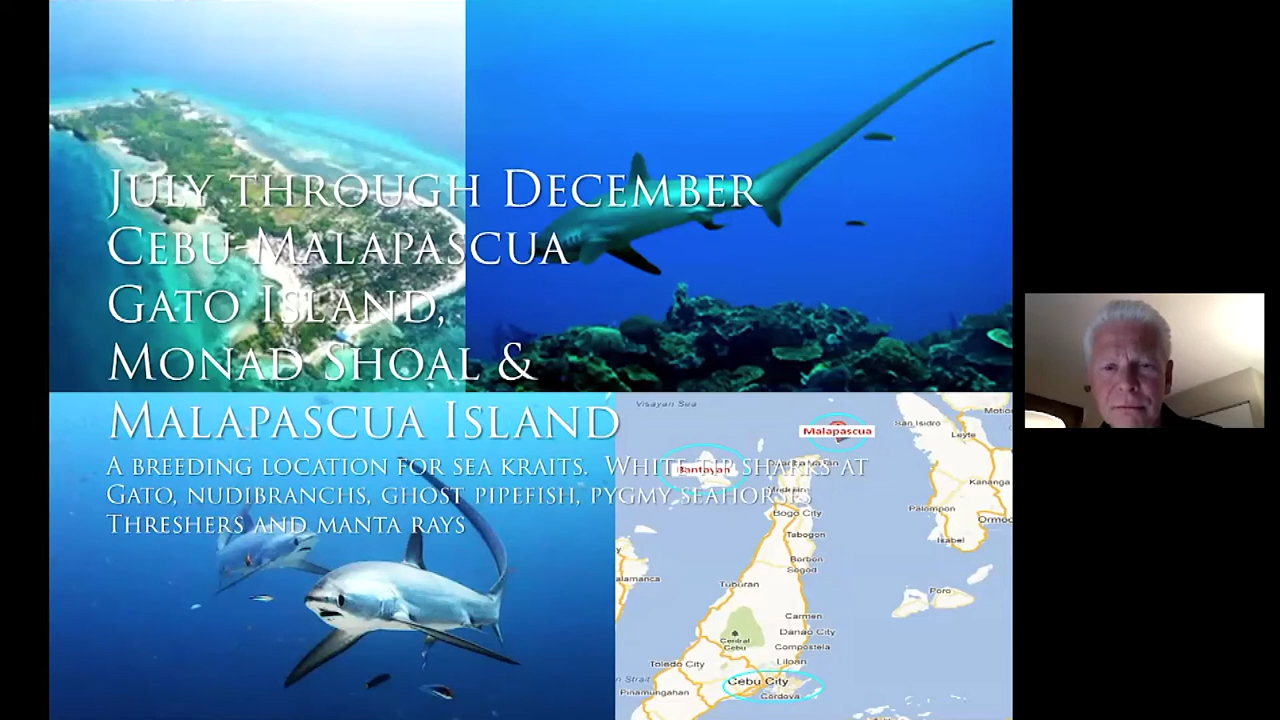 July through December
Cebu-Malapascua
Gato Island,
Monad Shoal &
Malapascua Island
A breeding location for sea kraits. White tip sharks at
Gato, nudibranchs, ghost pipefish, pygmy seahorses
Threshers and manta rays
Visayan Sea
Malapascua
San Isidro
Leyte
Bantayan
Kananga
Bogo City
Palompon
Tabogon
Isabel
Borbon
Sogod
Tuburan
Poro
Carmen
Danao City
Central
Cebu
Compostela
Liloan
Toledo City
Cebu City
Pinamungahan
Cordova